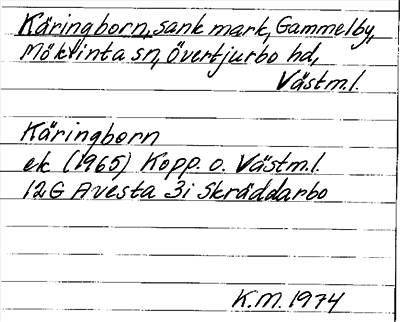 Käringborn, sank mark, Gammelby,
Möklinta sn, Övertjurbo hd,
Västm.l.
Käringborn
ek (1965) Kopp. o. Västm.l.
12G Avesta 3i Skräddarbo
K.M. 1974